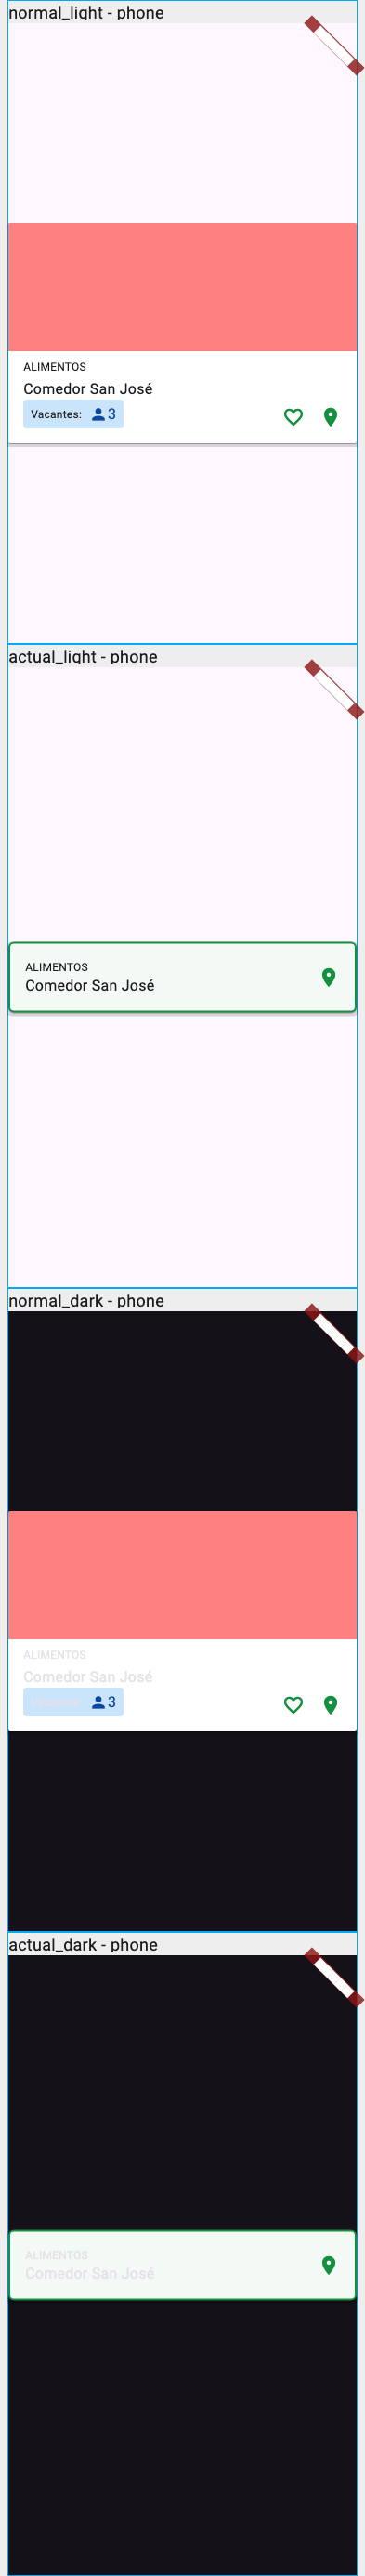 normal_light - phone
ALIMENTOS
Comedor San José
Vacantes: 3
actual_light - phone
ALIMENTOS
Comedor San José
normal_dark - phone
ALIMENTOS
Comedor San José
3
actual_dark - phone
ALIMENTOS
Comedor San José